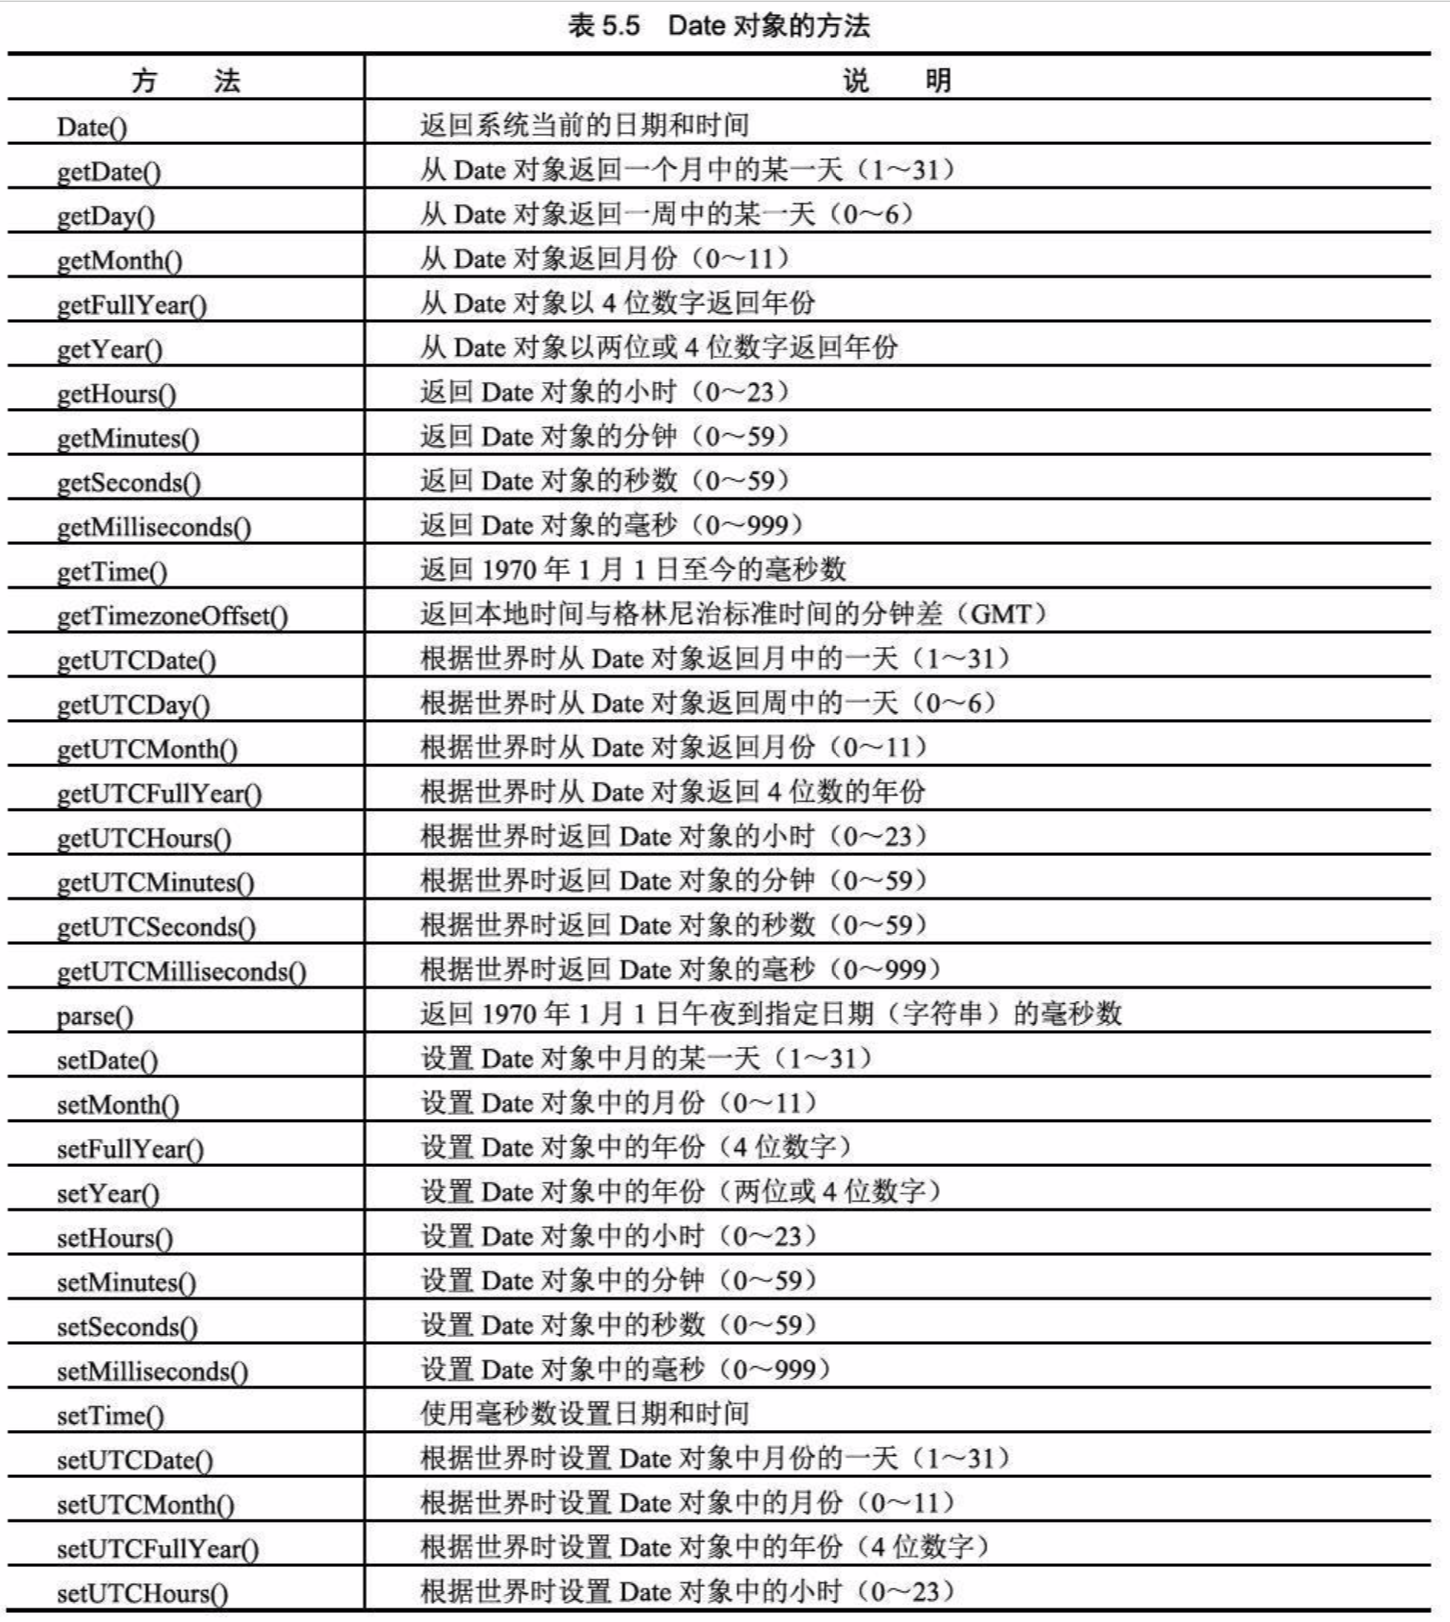 表 5.5 Date 对象的方法
方 法 说 明
Date() 返回系统当前的日期和时间
getDate() 从 Date 对象返回一个月中的某一天（1～31）
getDay() 从 Date 对象返回一周中的某一天（0～6）
getMonth() 从 Date 对象返回月份（0～11）
getFullYear() 从 Date 对象以 4 位数字返回年份
getYear() 从 Date 对象以两位或 4 位数字返回年份
getHours() 返回 Date 对象的小时（0～23）
getMinutes() 返回 Date 对象的分钟（0～59）
getSeconds() 返回 Date 对象的秒数（0～59）
getMilliseconds() 返回 Date 对象的毫秒（0～999）
getTime() 返回 1970 年 1 月 1 日至今的毫秒数
getTimezoneOffset() 返回本地时间与格林尼治标准时间的分钟差（GMT）
getUTCDate() 根据世界时从 Date 对象返回月中的一天（1～31）
getUTCDay() 根据世界时从 Date 对象返回周中的一天（0～6）
getUTCMonth() 根据世界时从 Date 对象返回月份（0～11）
getUTCFullYear() 根据世界时从 Date 对象返回 4 位数的年份
getUTCHours() 根据世界时返回 Date 对象的小时（0～23）
getUTCMinutes() 根据世界时返回 Date 对象的分钟（0～59）
getUTCSeconds() 根据世界时返回 Date 对象的秒数（0～59）
getUTCMilliseconds() 根据世界时返回 Date 对象的毫秒（0～999）
parse() 返回 1970 年 1 月 1 日午夜到指定日期（字符串）的毫秒数
setDate() 设置 Date 对象中月的某一天（1～31）
setMonth() 设置 Date 对象中的月份（0～11）
setFullYear() 设置 Date 对象中的年份（4 位数字）
setYear() 设置 Date 对象中的年份（两位或 4 位数字）
setHours() 设置 Date 对象中的小时（0～23）
setMinutes() 设置 Date 对象中的分钟（0～59）
setSeconds() 设置 Date 对象中的秒数（0～59）
setMilliseconds() 设置 Date 对象中的毫秒（0～999）
setTime() 使用毫秒数设置日期和时间
setUTCDate() 根据世界时设置 Date 对象中月份的一天（1～31）
setUTCMonth() 根据世界时设置 Date 对象中的月份（0～11）
setUTCFullYear() 根据世界时设置 Date 对象中的年份（4 位数字）
setUTCHours() 根据世界时设置 Date 对象中的小时（0～23）